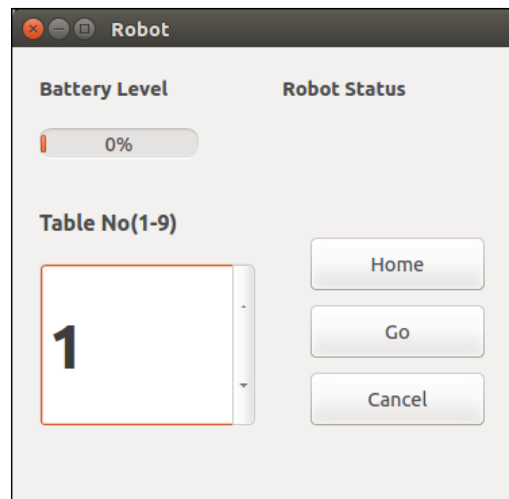 Robot
Battery Level
Robot Status
0%
Table No(1-9)
1
Home
Go
Cancel